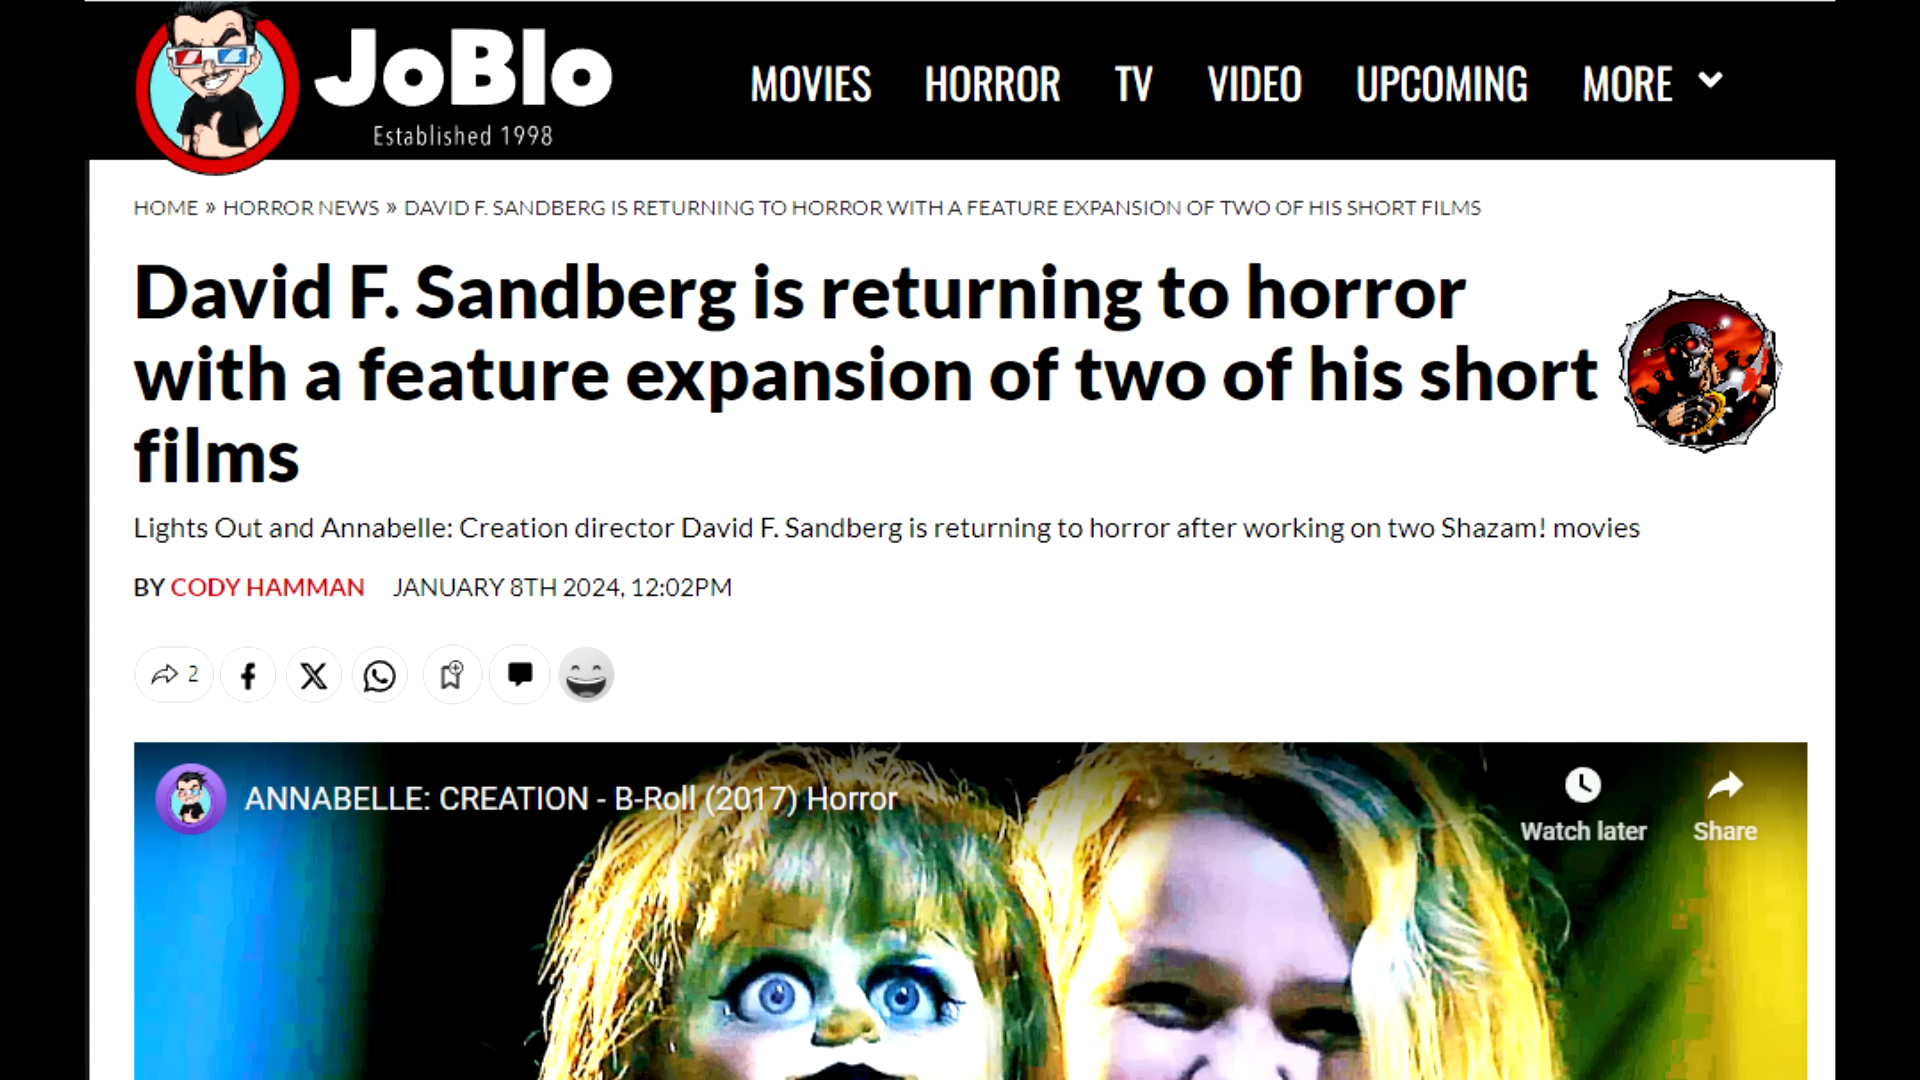 JoBlo
Established 1998
MOVIES HORROR TV VIDEO UPCOMING MORE
HOME » HORROR NEWS » DAVID F. SANDBERG IS RETURNING TO HORROR WITH A FEATURE EXPANSION OF TWO OF HIS SHORT FILMS
David F. Sandberg is returning to horror
with a feature expansion of two of his short
films
Lights Out and Annabelle: Creation director David F. Sandberg is returning to horror after working on two Shazam! movies
BY CODY HAMMAN JANUARY 8TH 2024, 12:02PM
2
ANNABELLE: CREATION - B-Roll (2017) Horror
Watch later Share